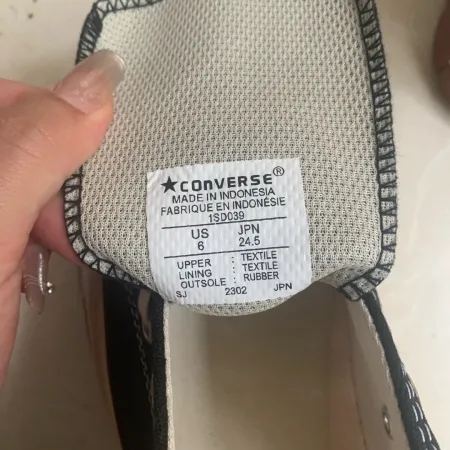 ★CONVERSE®
MADE IN INDONESIA
FABRIQUE EN INDONÉSIE
1SD039
US JPN
6 24.5
UPPER : TEXTILE
LINING : TEXTILE
OUTSOLE : RUBBER
SJ 2302 JPN